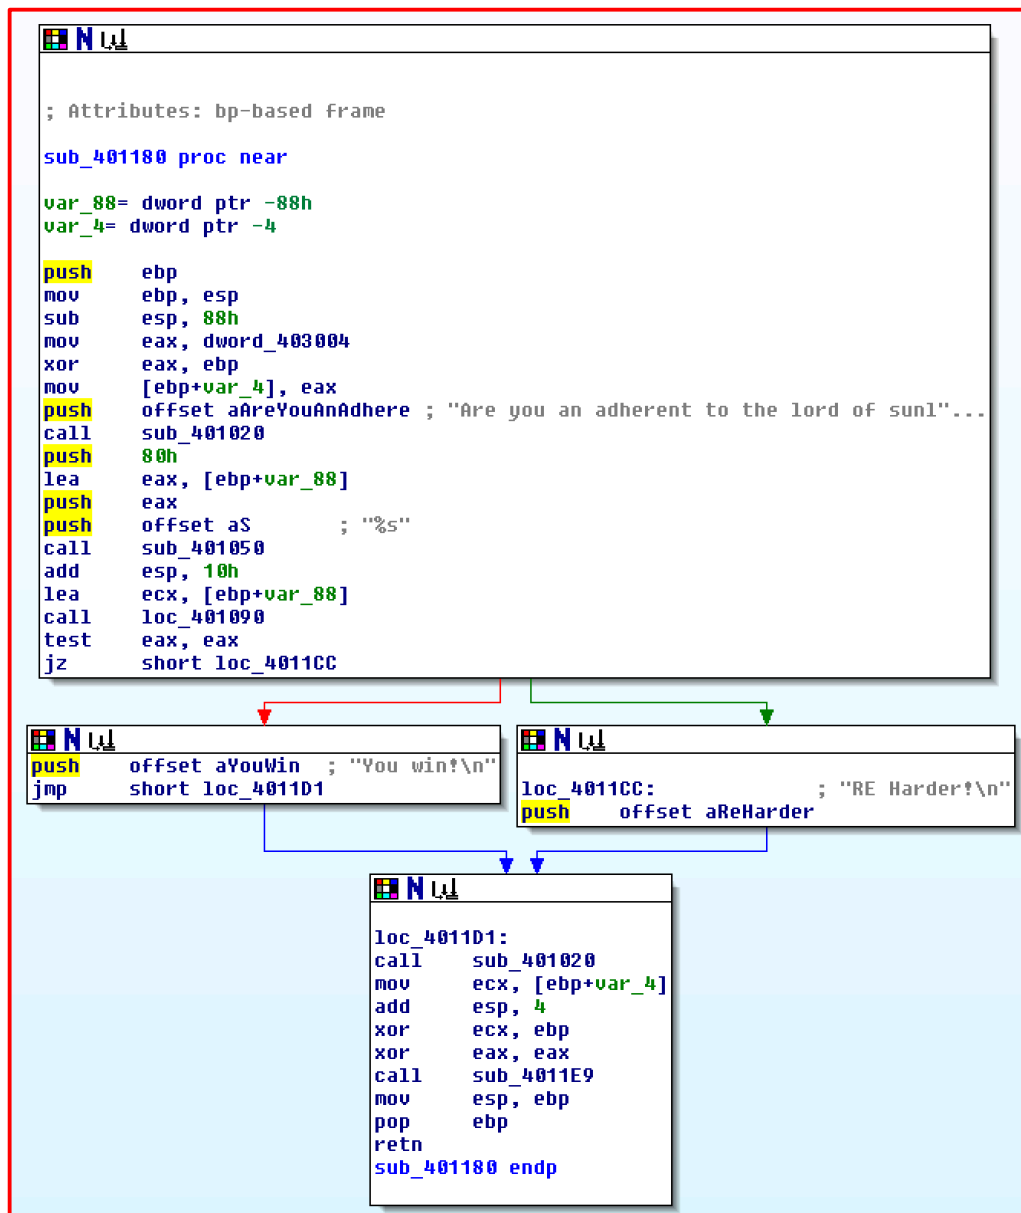 ; Attributes: bp-based frame
sub_401180 proc near
var_88= dword ptr -88h
var_4= dword ptr -4
push ebp
mov ebp, esp
sub esp, 88h
mov eax, dword_403004
xor eax, ebp
mov [ebp+var_4], eax
push offset aAreYouAnAdhere ; "Are you an adherent to the lord of sunl"...
call sub_401020
push 80h
lea eax, [ebp+var_88]
push eax
push offset aS ; "%s"
call sub_401050
add esp, 10h
lea ecx, [ebp+var_88]
call loc_401090
test eax, eax
jz short loc_4011CC
push offset aYouWin ; "You win!\n"
jmp short loc_4011D1
loc_4011CC: ; "RE Harder!\n"
push offset aReHarder
loc_4011D1:
call sub_401020
mov ecx, [ebp+var_4]
add esp, 4
xor ecx, ebp
xor eax, eax
call sub_4011E9
mov esp, ebp
pop ebp
retn
sub_401180 endp